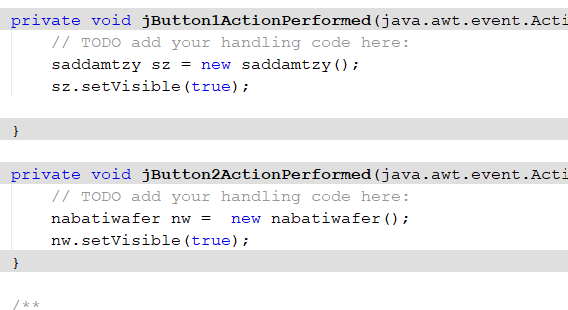 private void jButton1ActionPerformed(java.awt.event.Acti
// TODO add your handling code here:
saddamtzy sz = new saddamtzy();
sz.setVisible(true);
}
private void jButton2ActionPerformed(java.awt.event.Acti
// TODO add your handling code here:
nabatiwafer nw =  new nabatiwafer();
nw.setVisible(true);
}
/**